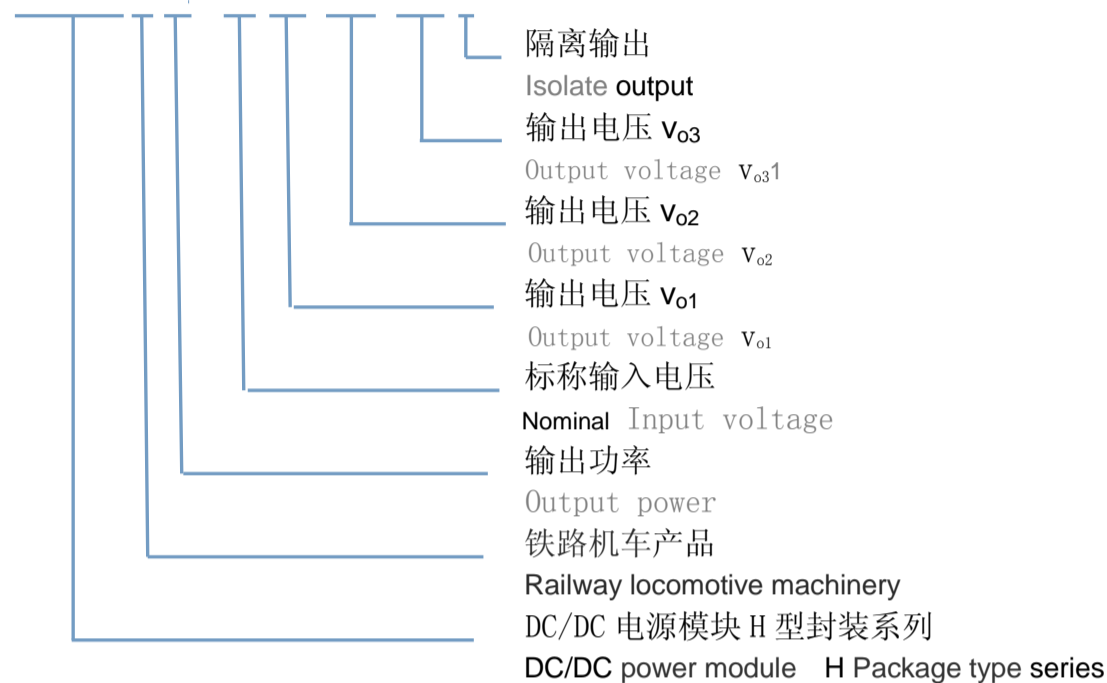 隔离输出
Isolate output
输出电压 vo3
Output voltage vo31
输出电压 vo2
Output voltage vo2
输出电压 vo1
Output voltage vo1
标称输入电压
Nominal Input voltage
输出功率
Output power
铁路机车产品
Railway locomotive machinery
DC/DC 电源模块 H 型封装系列
DC/DC power module H Package type series